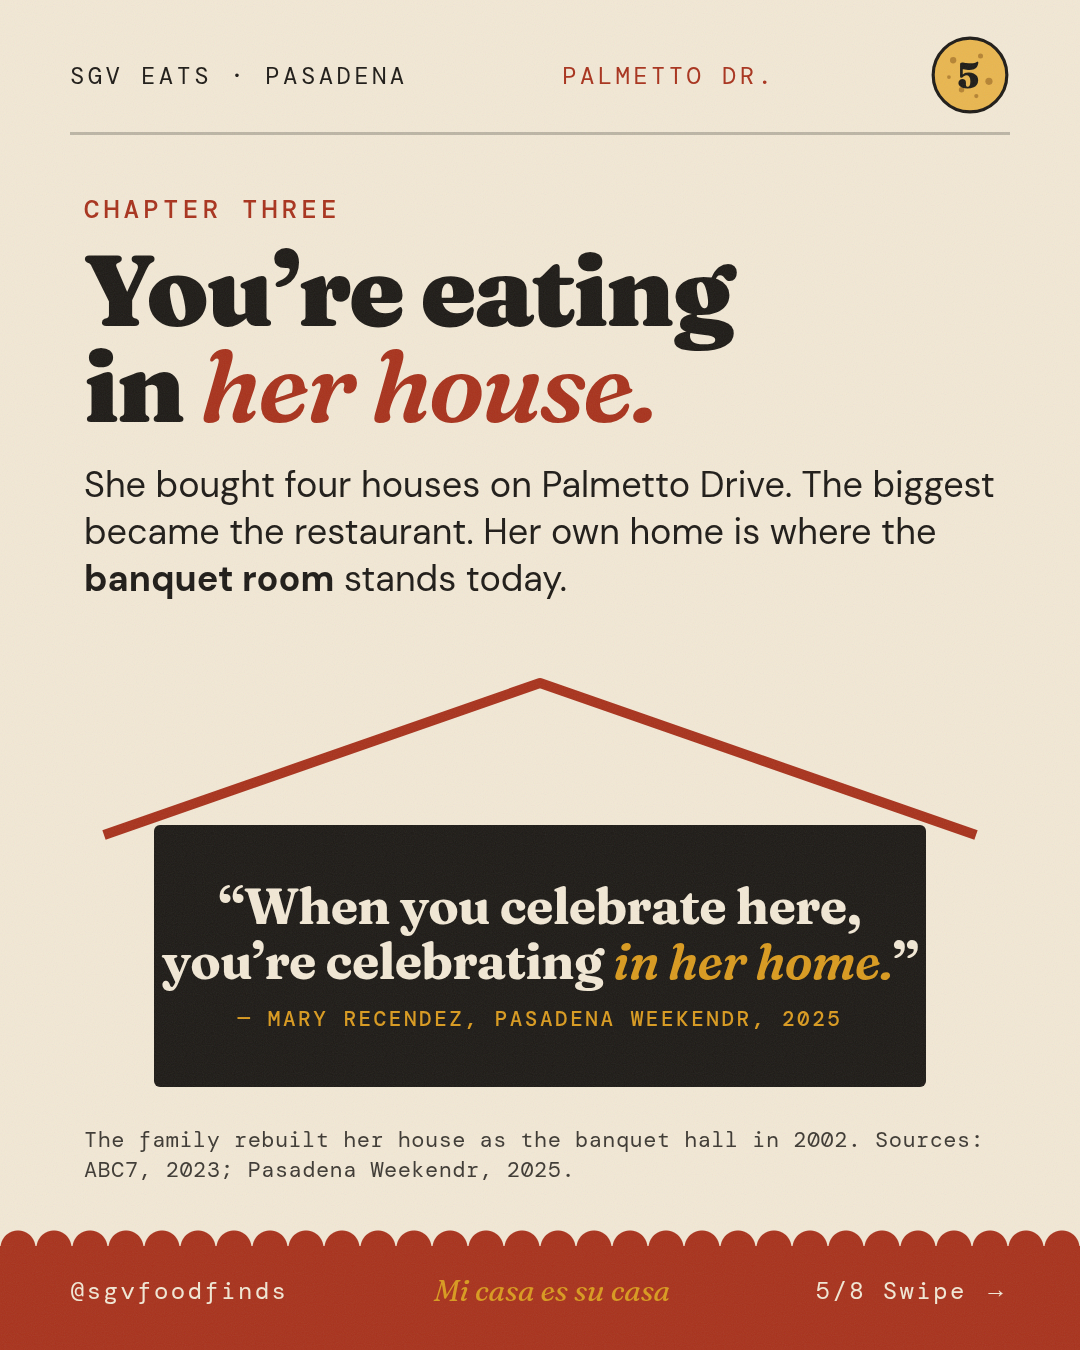 SGV EATS · PASADENA
PALMETTO DR.
5
CHAPTER THREE
You’re eating
in her house.
She bought four houses on Palmetto Drive. The biggest
became the restaurant. Her own home is where the
banquet room stands today.
“When you celebrate here,
you’re celebrating in her home.”
— MARY RECENDEZ, PASADENA WEEKENDR, 2025
The family rebuilt her house as the banquet hall in 2002. Sources:
ABC7, 2023; Pasadena Weekendr, 2025.
@sgvfoodfinds
Mi casa es su casa
5/8 Swipe →